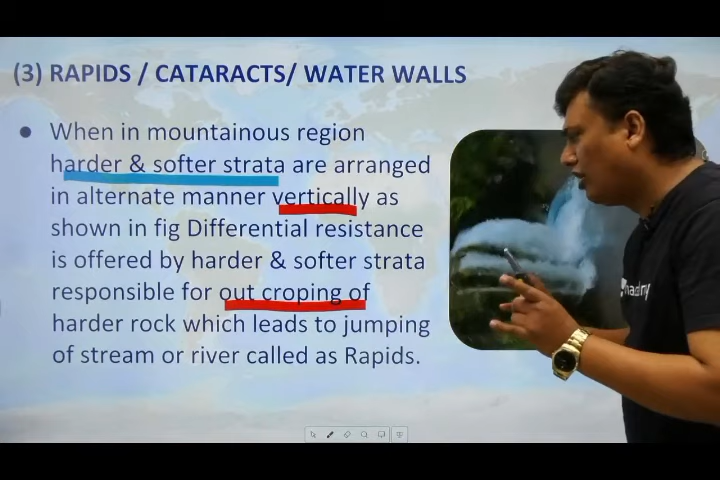 (3) RAPIDS / CATARACTS/ WATER WALLS
● When in mountainous region
harder & softer strata are arranged
in alternate manner vertically as
shown in fig Differential resistance
is offered by harder & softer strata
responsible for out croping of
harder rock which leads to jumping
of stream or river called as Rapids.